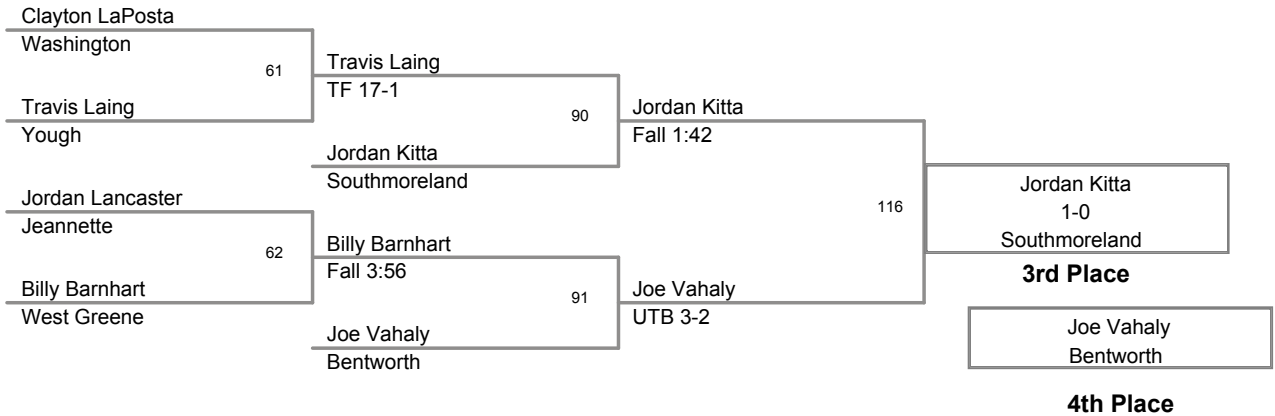 Clayton LaPosta
Washington
61
Travis Laing
TF 17-1
Travis Laing
Yough
90
Jordan Kitta
Fall 1:42
Jordan Kitta
Southmoreland
Jordan Lancaster
Jeannette
116
Jordan Kitta
1-0
Southmoreland
3rd Place
62
Billy Barnhart
Fall 3:56
Billy Barnhart
West Greene
91
Joe Vahaly
UTB 3-2
Joe Vahaly
Bentworth
Joe Vahaly
Bentworth
4th Place